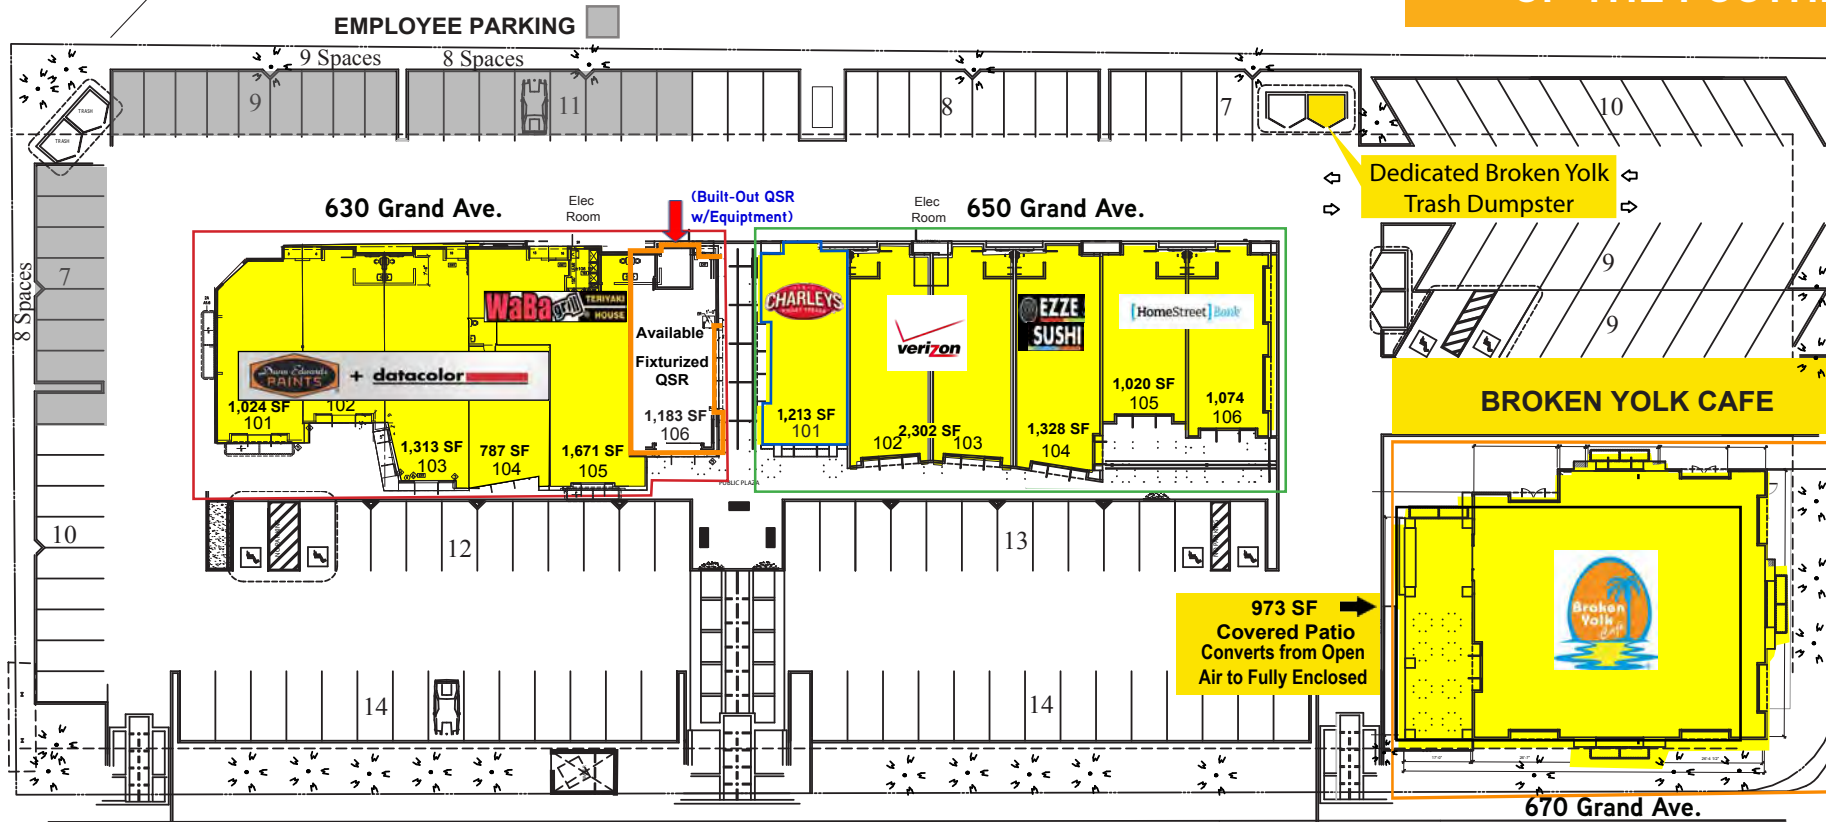 EMPLOYEE PARKING
9 Spaces
8 Spaces
9
11
8
7
10
TRASH
TRASH
Dedicated Broken Yolk
Trash Dumpster
630 Grand Ave.
Elec
Room
(Built-Out QSR
w/Equiptment)
Elec
Room
650 Grand Ave.
8 Spaces
7
9
9
WaBa grill
TERIYAKI
HOUSE
Available
Fixturized
QSR
1,183 SF
106
Dunn Edwards
PAINTS
+ datacolor
1,024 SF
101
102
1,313 SF
103
787 SF
104
1,671 SF
105
CHARLEYS
1,213 SF
101
verizon
2,302 SF
102
103
EZZE
SUSHI
1,328 SF
104
[HomeStreet] Bank
1,020 SF
105
1,074
106
BROKEN YOLK CAFE
PUBLIC PLAZA
10
12
13
973 SF
Covered Patio
Converts from Open
Air to Fully Enclosed
Broken
Yolk
Cafe
14
14
670 Grand Ave.